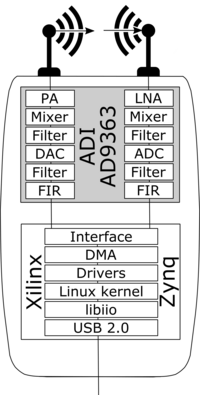 PA
Mixer
Filter
DAC
Filter
FIR
ADI
AD9363
LNA
Mixer
Filter
ADC
Filter
FIR
Xilinx
Interface
DMA
Drivers
Linux kernel
libiio
USB 2.0
Zynq